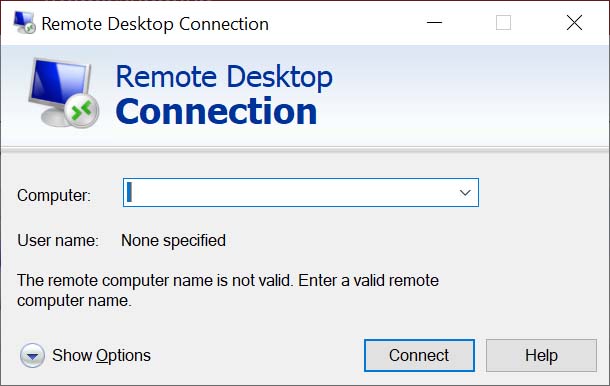 Remote Desktop Connection
Remote Desktop
Connection
Computer:
User name: None specified
The remote computer name is not valid. Enter a valid remote
computer name.
Show Options Connect Help